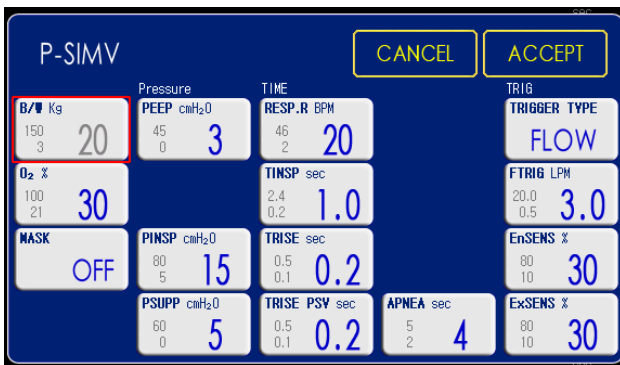 sec
P-SIMV
CANCEL
ACCEPT
Pressure
TIME
TRIG
B/W Kg
150
3
20
PEEP cmH₂O
45
0
3
RESP.R BPM
46
2
20
TRIGGER TYPE
FLOW
O₂ %
100
21
30
TINSP sec
2.4
0.2
1.0
FTRIG LPM
20.0
0.5
3.0
MASK
OFF
PINSP cmH₂O
80
5
15
TRISE sec
0.5
0.1
0.2
EnSENS %
80
10
30
PSUPP cmH₂O
60
0
5
TRISE PSV sec
0.5
0.1
0.2
APNEA sec
5
2
4
ExSENS %
80
10
30